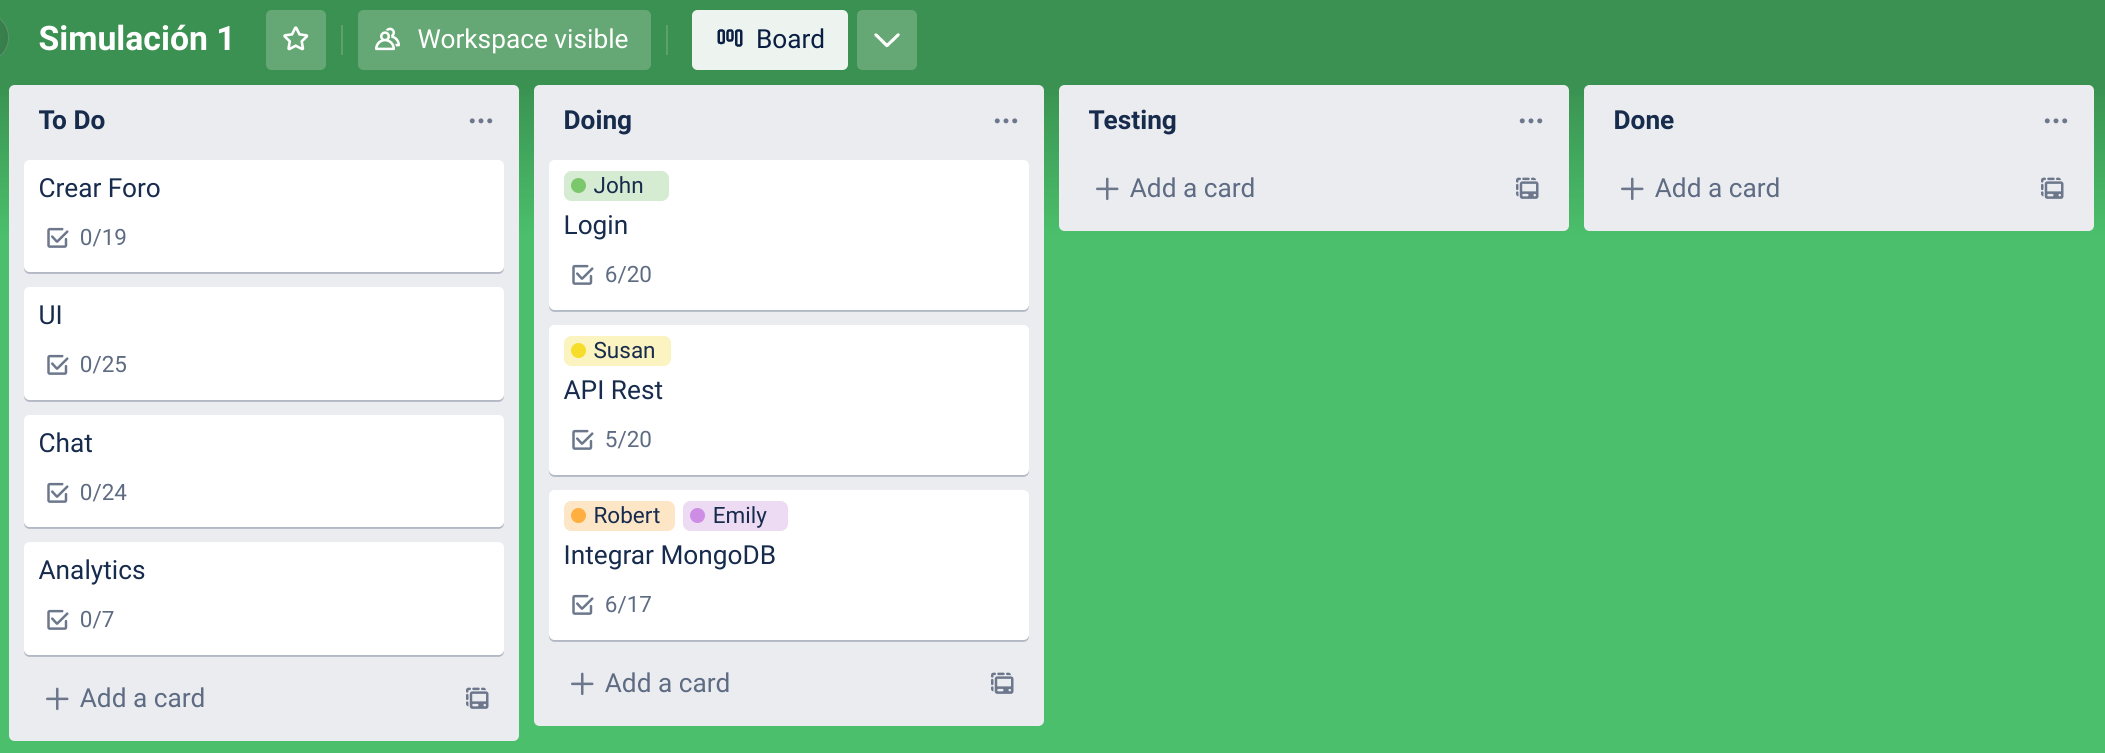 Simulación 1
Workspace visible
Board
To Do
Crear Foro
0/19
UI
0/25
Chat
0/24
Analytics
0/7
Add a card
Doing
John
Login
6/20
Susan
API Rest
5/20
Robert Emily
Integrar MongoDB
6/17
Add a card
Testing
Add a card
Done
Add a card